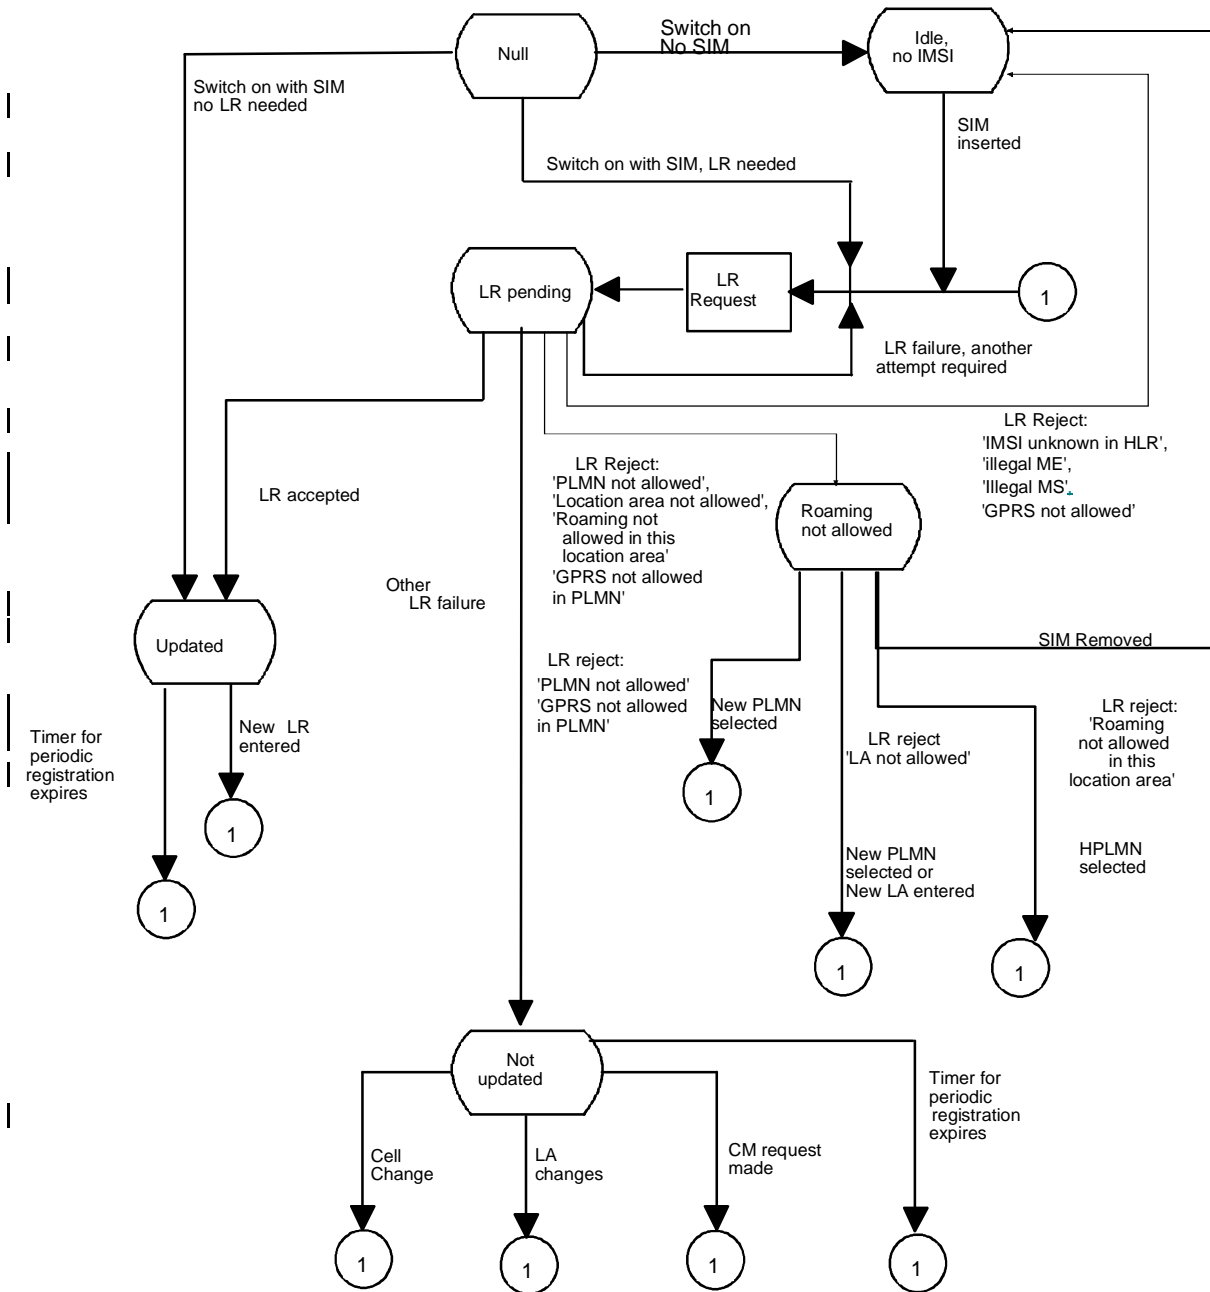 Switch on
No SIM
Null
Idle,
no IMSI
Switch on with SIM
no LR needed
SIM
inserted
Switch on with SIM, LR needed
LR pending
LR
Request
1
LR failure, another
attempt required
LR Reject:
'IMSI unknown in HLR',
'illegal ME',
'Illegal MS'.
'GPRS not allowed'
LR Reject:
'PLMN not allowed',
'Location area not allowed',
'Roaming not
allowed in this
location area'
'GPRS not allowed
in PLMN'
LR accepted
Roaming
not allowed
Other
LR failure
Updated
SIM Removed
LR reject:
'PLMN not allowed'
'GPRS not allowed
in PLMN'
New PLMN
selected
LR reject
'LA not allowed'
LR reject:
'Roaming
not allowed
in this
location area'
Timer for
periodic
registration
expires
New LR
entered
1
1
1
New PLMN
selected or
New LA entered
HPLMN
selected
1
1
Not
updated
Timer for
periodic
registration
expires
Cell
Change
LA
changes
CM request
made
1
1
1
1